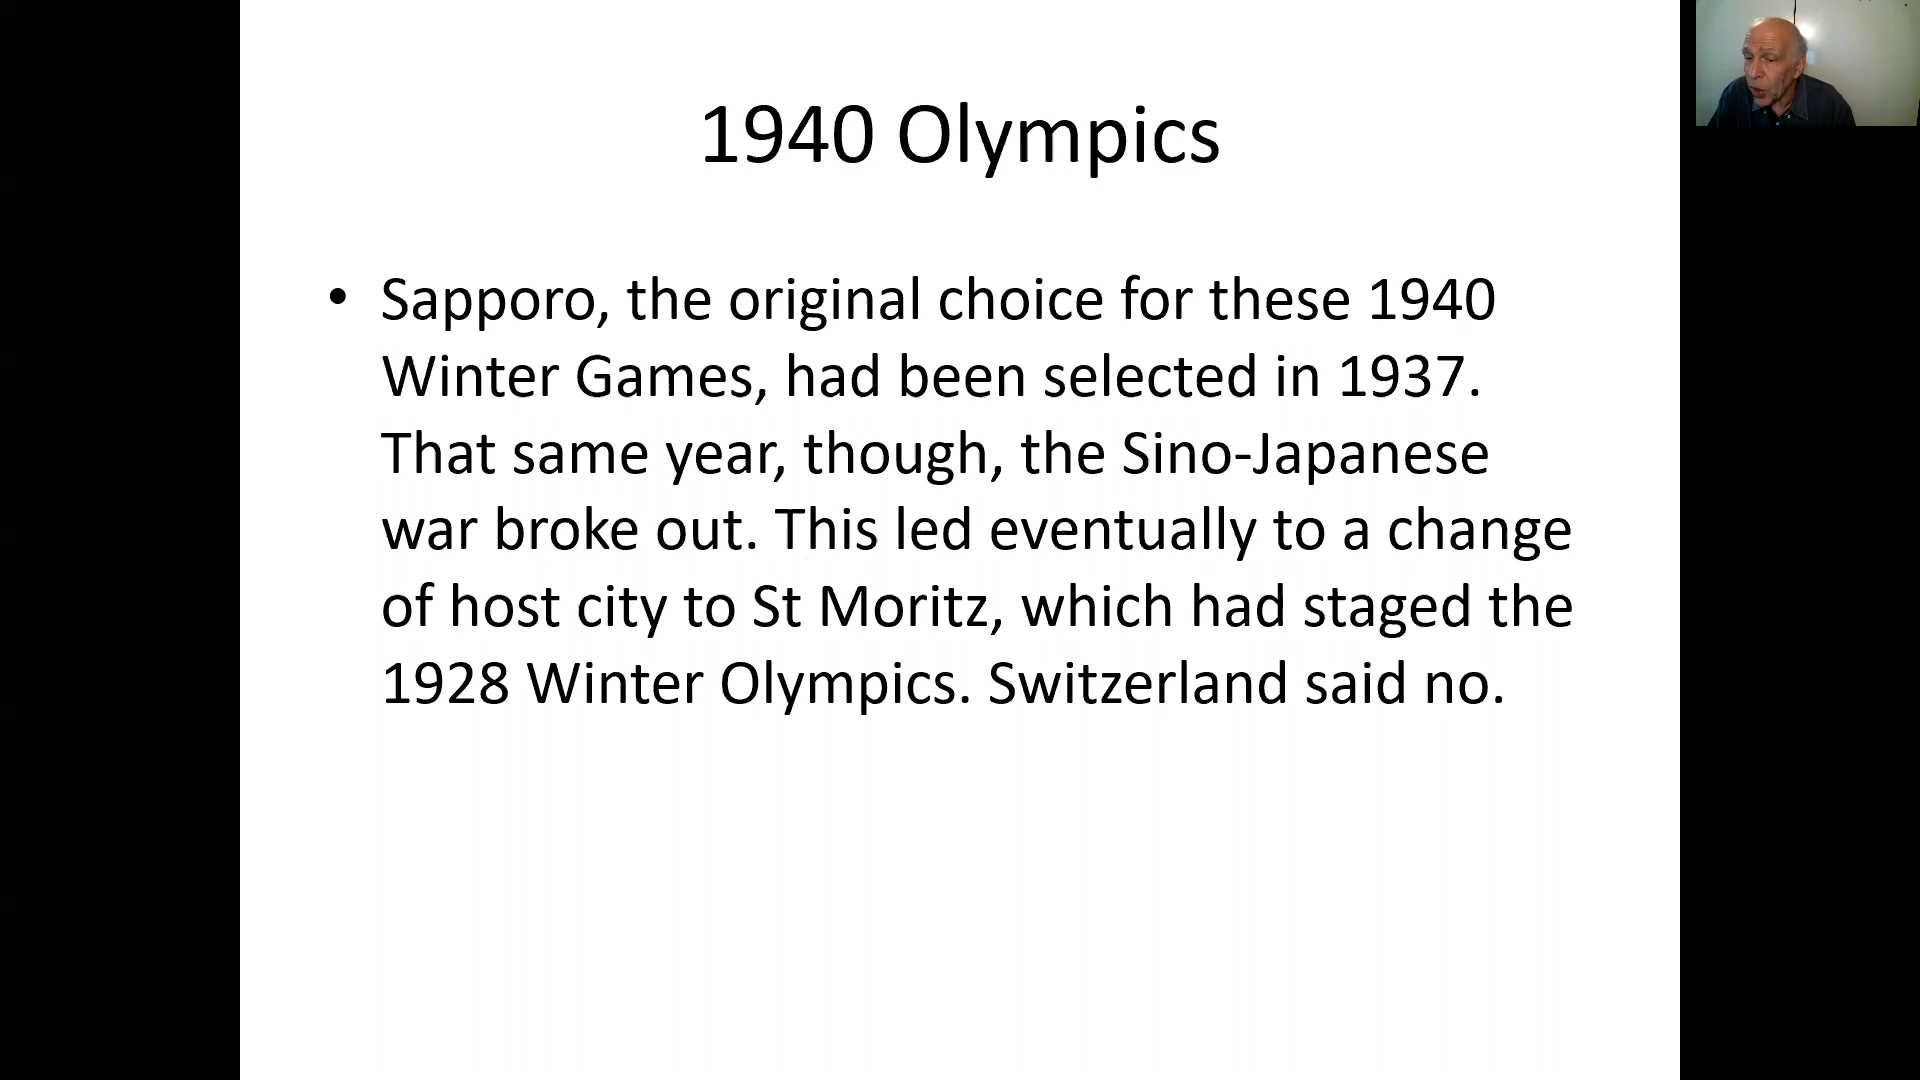 1940 Olympics
• Sapporo, the original choice for these 1940
Winter Games, had been selected in 1937.
That same year, though, the Sino-Japanese
war broke out. This led eventually to a change
of host city to St Moritz, which had staged the
1928 Winter Olympics. Switzerland said no.